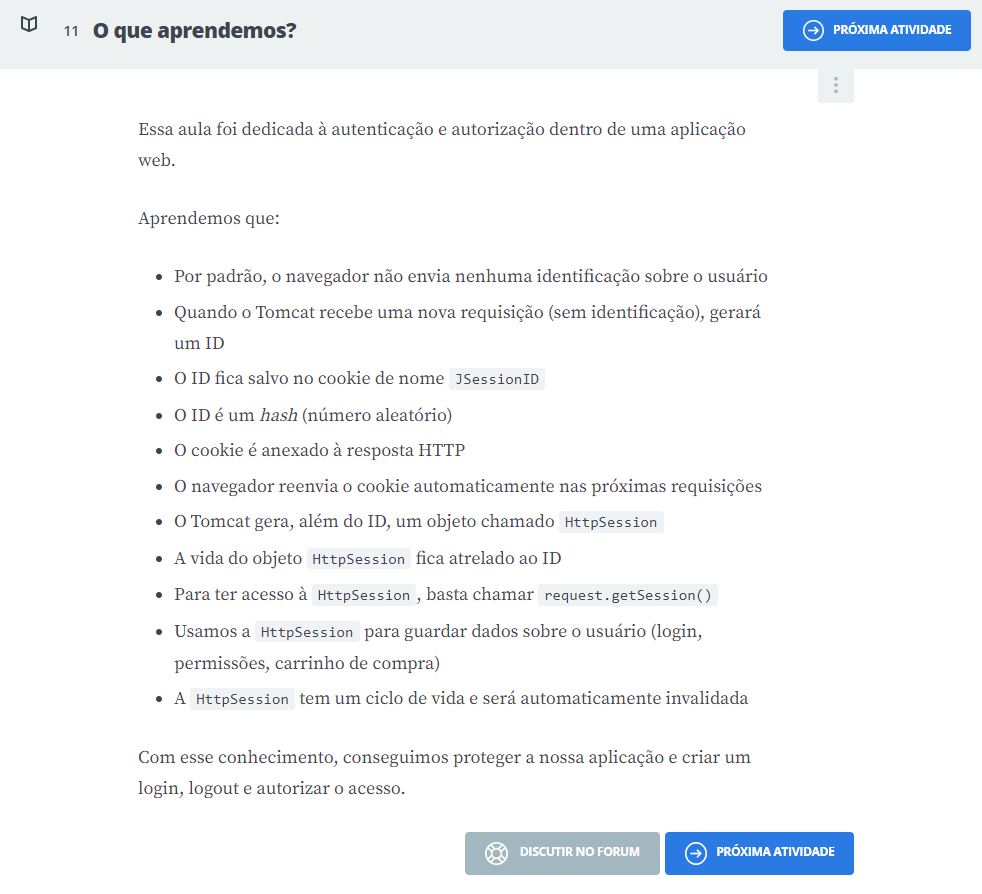 11 O que aprendemos?
PRÓXIMA ATIVIDADE
Essa aula foi dedicada à autenticação e autorização dentro de uma aplicação
web.
Aprendemos que:
• Por padrão, o navegador não envia nenhuma identificação sobre o usuário
• Quando o Tomcat recebe uma nova requisição (sem identificação), gerará
um ID
• O ID fica salvo no cookie de nome JSessionID
• O ID é um hash (número aleatório)
• O cookie é anexado à resposta HTTP
• O navegador reenvia o cookie automaticamente nas próximas requisições
• O Tomcat gera, além do ID, um objeto chamado HttpSession
• A vida do objeto HttpSession fica atrelado ao ID
• Para ter acesso à HttpSession , basta chamar request.getSession()
• Usamos a HttpSession para guardar dados sobre o usuário (login,
permissões, carrinho de compra)
• A HttpSession tem um ciclo de vida e será automaticamente invalidada
Com esse conhecimento, conseguimos proteger a nossa aplicação e criar um
login, logout e autorizar o acesso.
DISCUTIR NO FORUM
PRÓXIMA ATIVIDADE